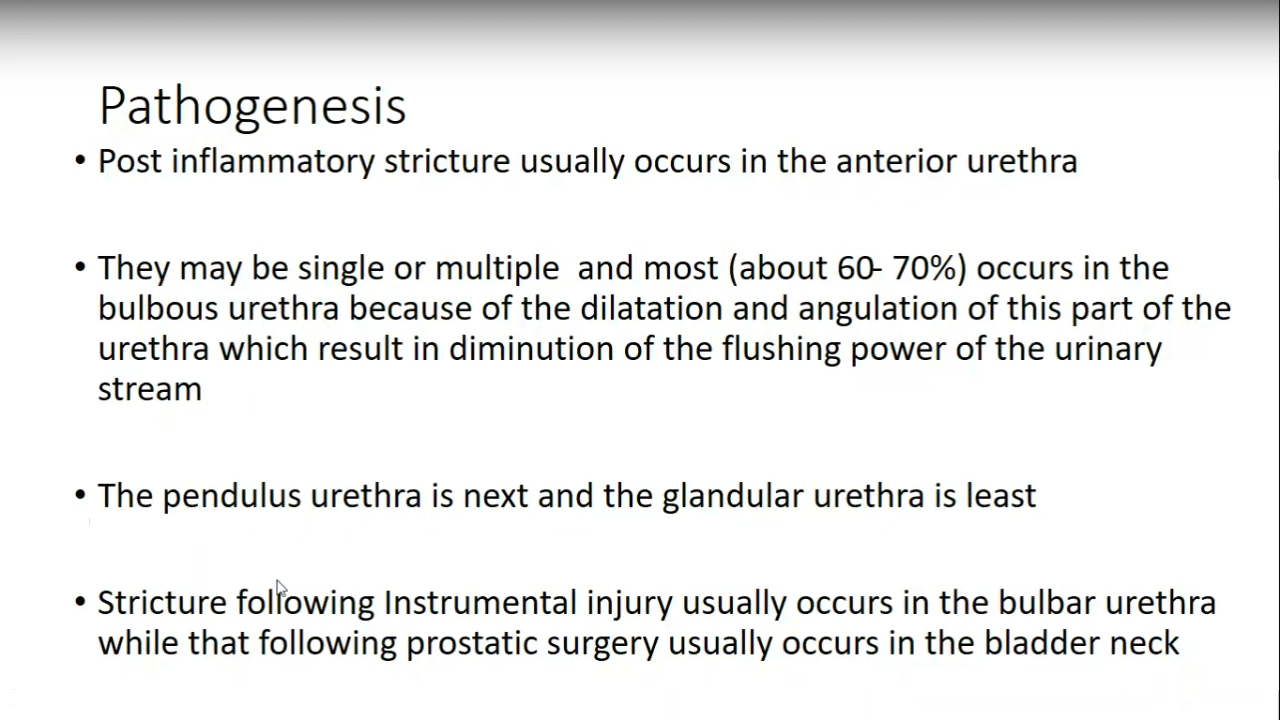 Pathogenesis
• Post inflammatory stricture usually occurs in the anterior urethra
• They may be single or multiple  and most (about 60- 70%) occurs in the
bulbous urethra because of the dilatation and angulation of this part of the
urethra which result in diminution of the flushing power of the urinary
stream
• The pendulus urethra is next and the glandular urethra is least
• Stricture following Instrumental injury usually occurs in the bulbar urethra
while that following prostatic surgery usually occurs in the bladder neck